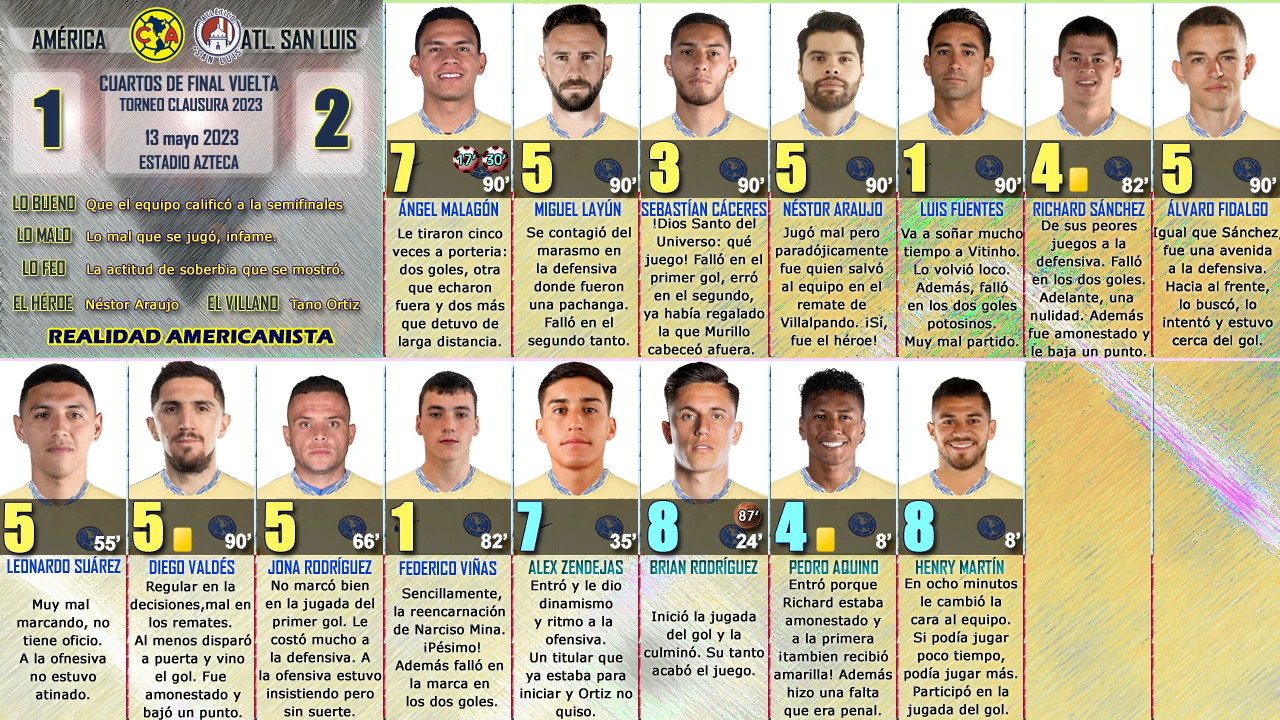 AMÉRICA
ATL. SAN LUIS
CUARTOS DE FINAL VUELTA
TORNEO CLAUSURA 2023
1
2
13 mayo 2023
ESTADIO AZTECA
LO BUENO Que el equipo calificó a la semifinales
LO MALO Lo mal que se jugó, infame.
LO FEO La actitud de soberbia que se mostró.
EL HÉROE Néstor Araujo EL VILLANO Tano Ortiz
REALIDAD AMERICANISTA
7
17' 30'
90'
ÁNGEL MALAGÓN
Le tiraron cinco
veces a porteria:
dos goles, otra
que echaron
fuera y dos más
que detuvo de
larga distancia.
5
90'
MIGUEL LAYÚN
Se contagió del
marasmo en
la defensiva
donde fueron
una pachanga.
Falló en el
segundo tanto.
3
90'
SEBASTÍAN CÁCERES
!Dios Santo del
Universo: qué
juego! Falló en el
primer gol, erró
en el segundo,
ya había regalado
la que Murillo
cabeceó afuera.
5
90'
NÉSTOR ARAUJO
Jugó mal pero
paradójicamente
fue quien salvó
al equipo en el
remate de
Villalpando. ¡Sí,
fue el héroe!
1
90'
LUIS FUENTES
Va a soñar mucho
tiempo a Vitinho.
Lo volvió loco.
Además, falló
en los dos goles
potosinos.
Muy mal partido.
4
82'
RICHARD SÁNCHEZ
De sus peores
juegos a la
defensiva. Falló
en los dos goles.
Adelante, una
nulidad. Además
fue amonestado y
le baja un punto.
5
90'
ÁLVARO FIDALGO
Igual que Sánchez,
fue una avenida
a la defensiva.
Hacia al frente,
lo buscó, lo
intentó y estuvo
cerca del gol.
5
55'
LEONARDO SUÁREZ
Muy mal
marcando, no
tiene oficio.
A la ofnesiva
no estuvo
atinado.
5
90'
DIEGO VALDÉS
Regular en la
decisiones,mal en
los remates.
Al menos disparó
a puerta y vino
el gol. Fue
amonestado y
bajó un punto.
5
66'
JONA RODRÍGUEZ
No marcó bien
en la jugada del
primer gol. Le
costó mucho a
la defensiva. A
la ofensiva estuvo
insistiendo pero
sin suerte.
1
82'
FEDERICO VIÑAS
Sencillamente,
la reencarnación
de Narciso Mina.
¡Pésimo!
Además falló en
la marca en
los dos goles.
7
35'
ALEX ZENDEJAS
Entró y le dio
dinamismo
y ritmo a la
ofensiva.
Un titular que
ya estaba para
iniciar y Ortiz no
quiso.
8
87'
24'
BRIAN RODRÍGUEZ
Inició la jugada
del gol y la
culminó. Su tanto
acabó el juego.
4
8'
PEDRO AQUINO
Entró porque
Richard estaba
amonestado y
a la primera
¡tambien recibió
amarilla! Además
hizo una falta
que era penal.
8
8'
HENRY MARTÍN
En ocho minutos
le cambió la
cara al equipo.
Si podía jugar
poco tiempo,
podía jugar más.
Participó en la
jugada del gol.